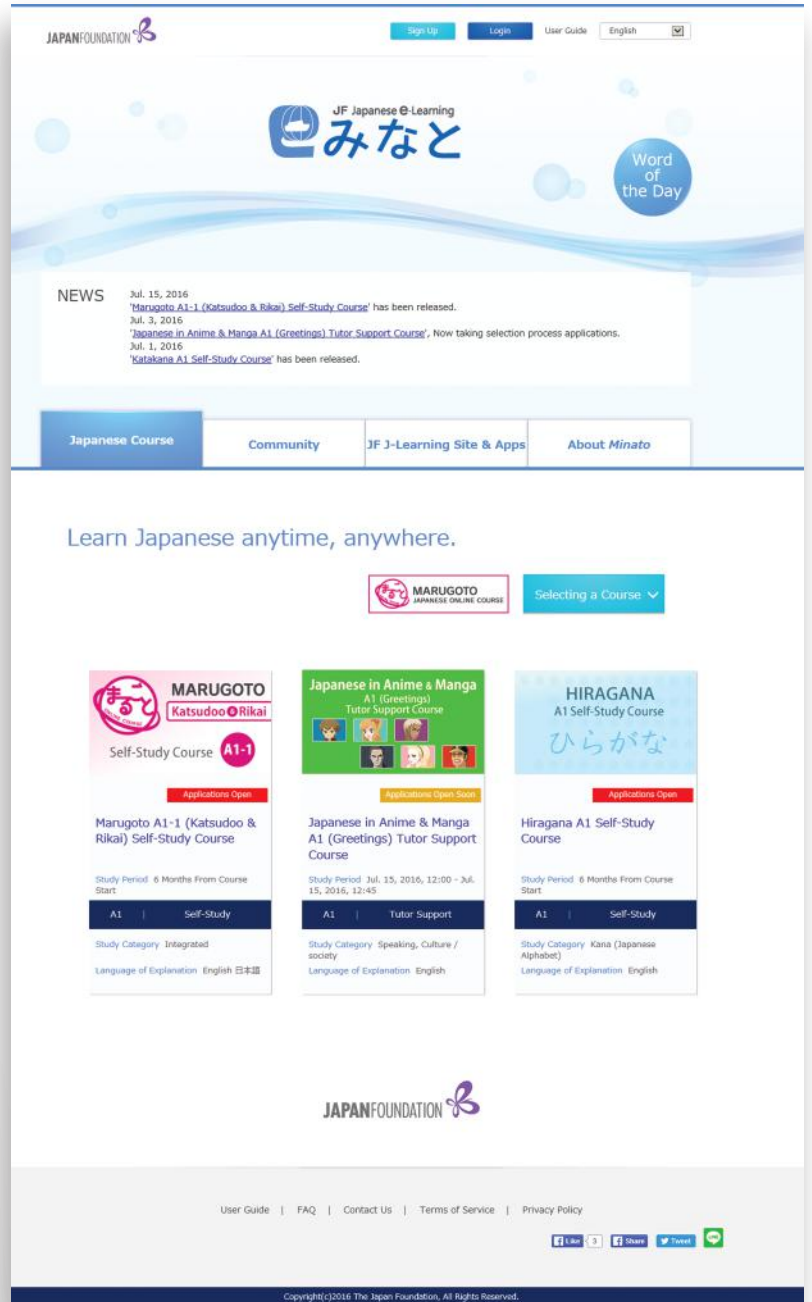 JAPANFOUNDATION
Sign Up
Login
User Guide
English
JF Japanese e-Learning
みなと
Word
of
the Day
NEWS
Jul. 15, 2016
'Marugoto A1-1 (Katsudoo & Rikai) Self-Study Course' has been released.
Jul. 3, 2016
'Japanese in Anime & Manga A1 (Greetings) Tutor Support Course', Now taking selection process applications.
Jul. 1, 2016
'Katakana A1 Self-Study Course' has been released.
Japanese Course
Community
JF J-Learning Site & Apps
About Minato
Learn Japanese anytime, anywhere.
MARUGOTO
JAPANESE ONLINE COURSE
Selecting a Course
まるごと
ONLINE COURSE
MARUGOTO
Katsudoo & Rikai
Self-Study Course A1-1
Applications Open
Marugoto A1-1 (Katsudoo &
Rikai) Self-Study Course
Study Period 6 Months From Course
Start
A1 | Self-Study
Study Category Integrated
Language of Explanation English 日本語
Japanese in Anime & Manga
A1 (Greetings)
Tutor Support Course
Applications Open Soon
Japanese in Anime & Manga
A1 (Greetings) Tutor Support
Course
Study Period Jul. 15, 2016, 12:00 - Jul.
15, 2016, 12:45
A1 | Tutor Support
Study Category Speaking, Culture /
society
Language of Explanation English
HIRAGANA
A1 Self-Study Course
ひらがな
Applications Open
Hiragana A1 Self-Study
Course
Study Period 6 Months From Course
Start
A1 | Self-Study
Study Category Kana (Japanese
Alphabet)
Language of Explanation English
JAPANFOUNDATION
User Guide | FAQ | Contact Us | Terms of Service | Privacy Policy
Like 3 Share Tweet
Copyright(c)2016 The Japan Foundation, All Rights Reserved.